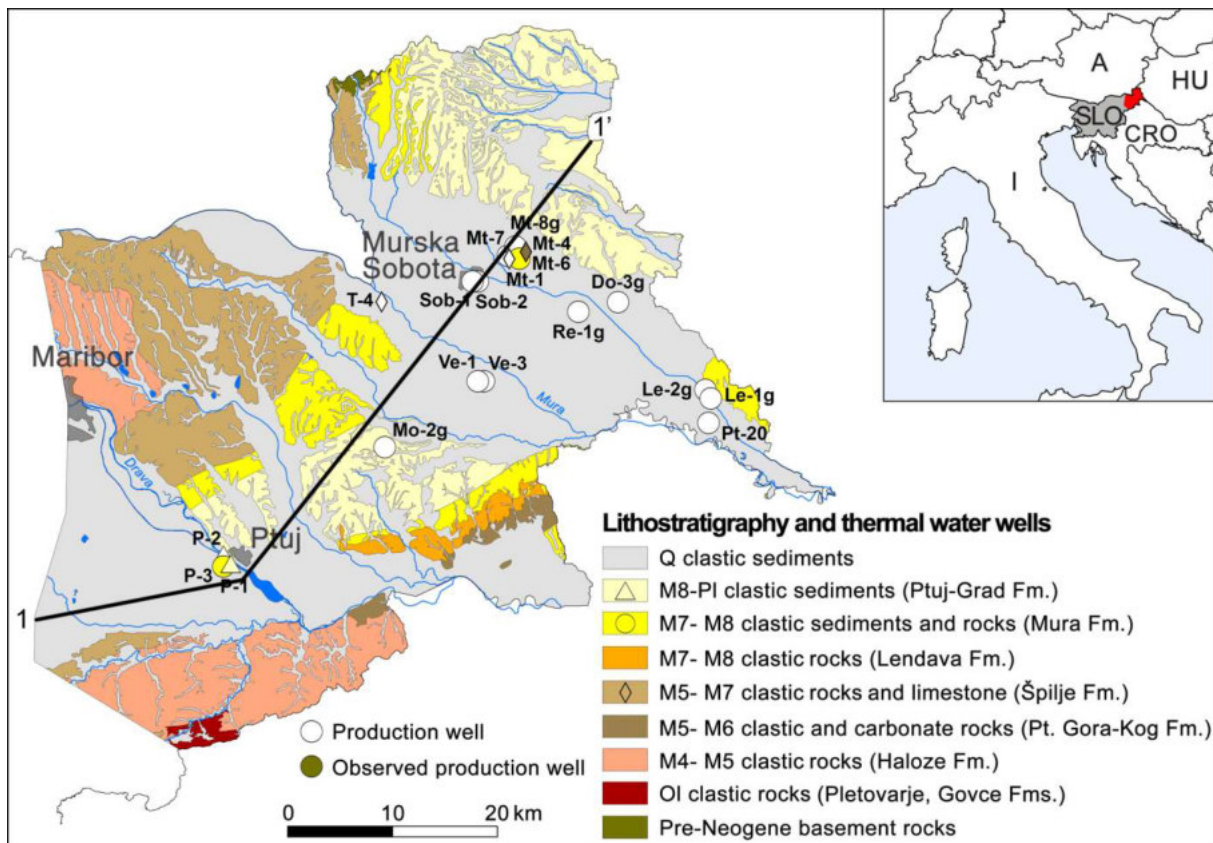 1'
Mt-8g
Mt-7
Mt-4
Murska
Sobota
Mt-6
Mt-1
Do-3g
T-4
Sob-1
Sob-2
Re-1g
Maribor
Ve-1
Ve-3
Le-2g
Le-1g
Mura
Pt-20
Mo-2g
Drava
P-2
Ptuj
P-3
P-1
1
A
HU
SLO
CRO
I
Production well
Observed production well
0
10
20 km
Lithostratigraphy and thermal water wells
Q clastic sediments
M8-Pl clastic sediments (Ptuj-Grad Fm.)
M7- M8 clastic sediments and rocks (Mura Fm.)
M7- M8 clastic rocks (Lendava Fm.)
M5- M7 clastic rocks and limestone (Špilje Fm.)
M5- M6 clastic and carbonate rocks (Pt. Gora-Kog Fm.)
M4- M5 clastic rocks (Haloze Fm.)
Ol clastic rocks (Pletovarje, Govce Fms.)
Pre-Neogene basement rocks